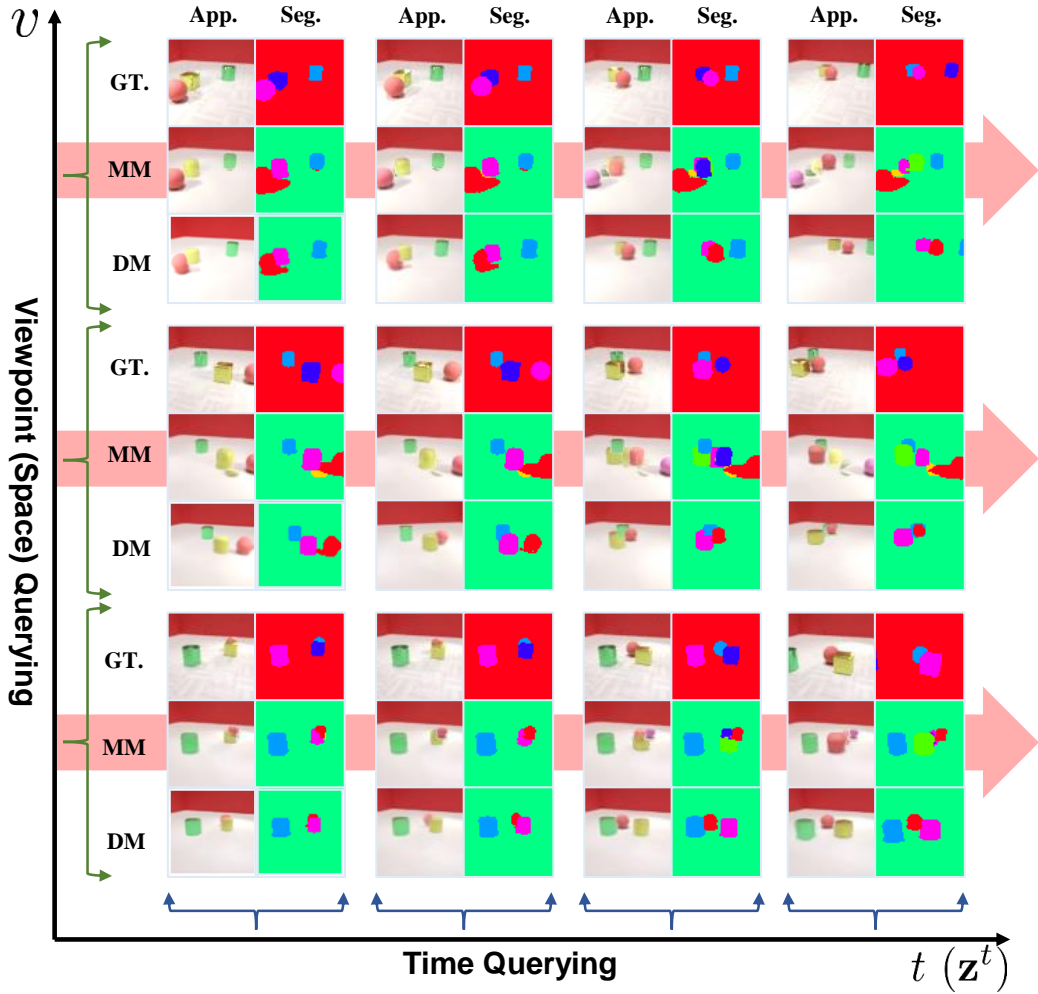 v
App. Seg. App. Seg. App. Seg. App. Seg.
GT.
MM
DM
GT.
MM
DM
GT.
MM
DM
Viewpoint (Space) Querying
Time Querying
t (z^t)